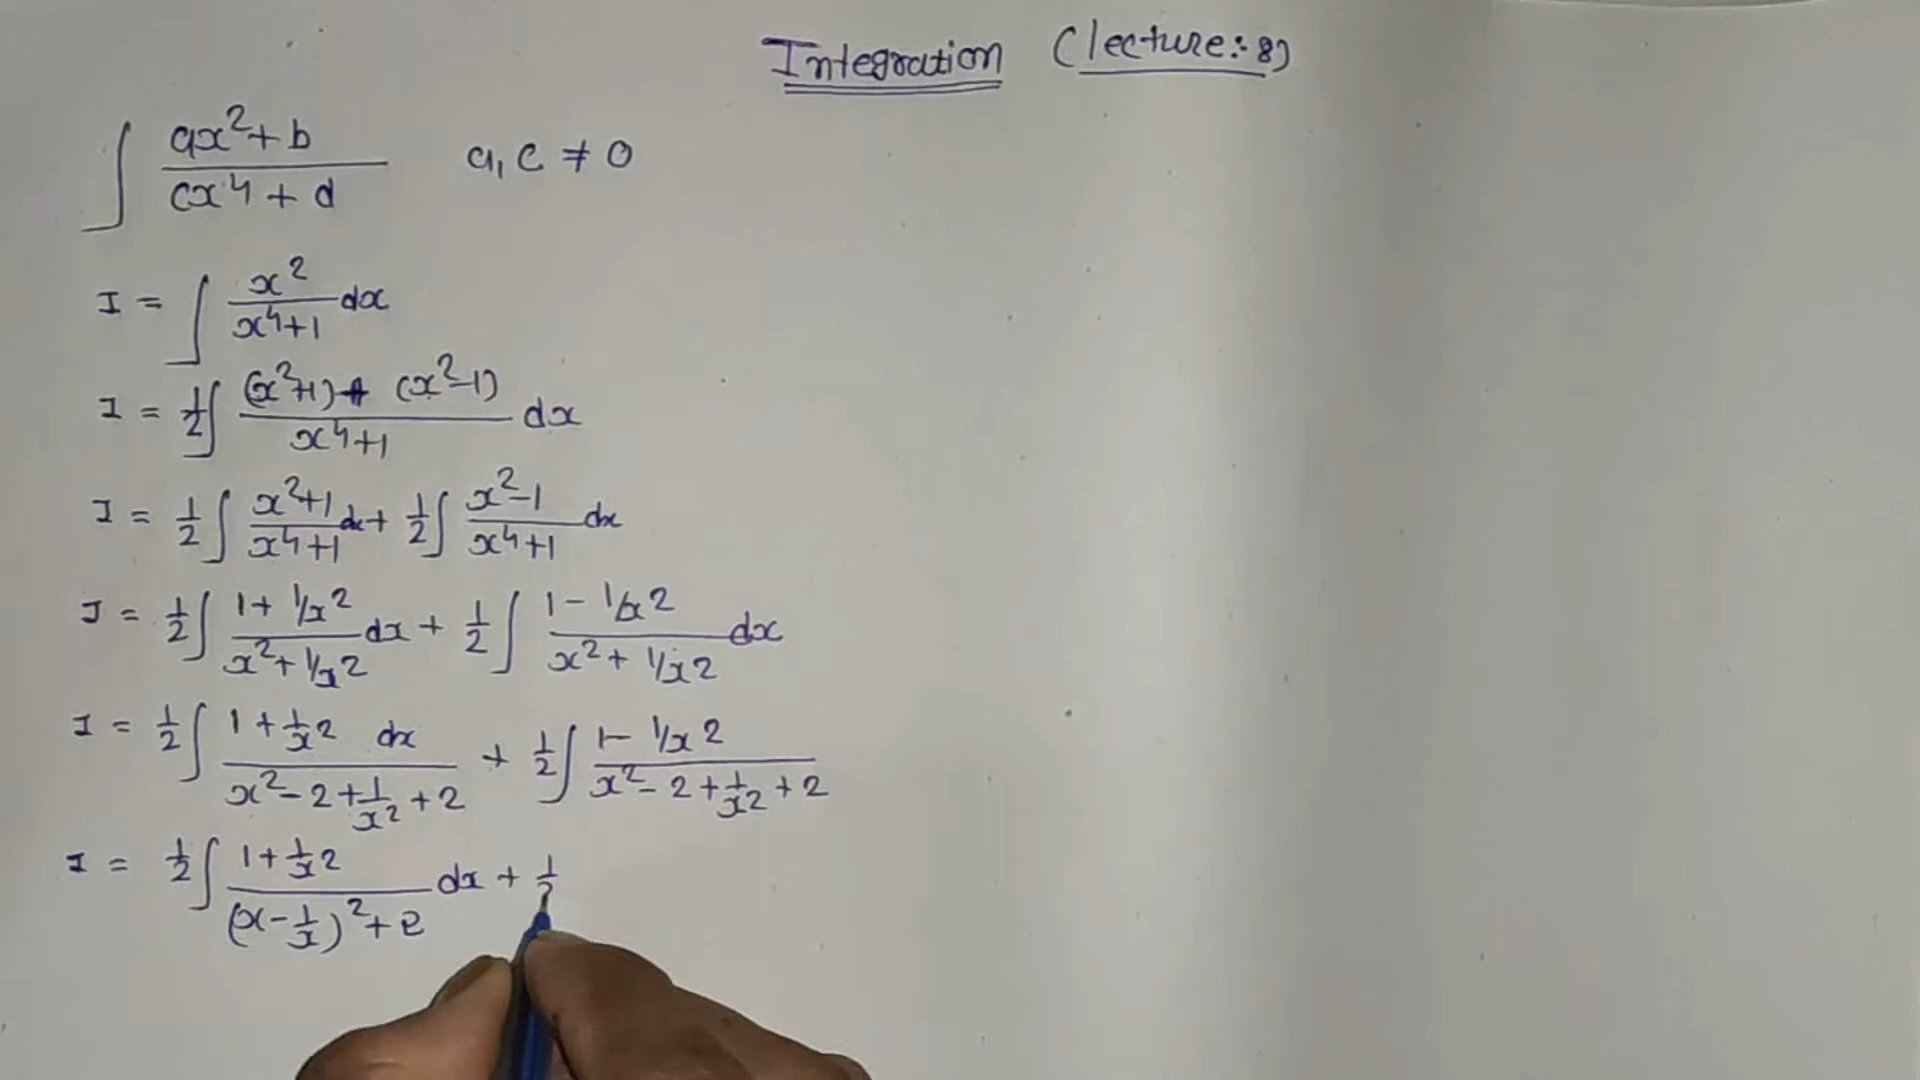 Integration (lecture:- 8)
∫ (ax² + b)/(cx⁴ + d) a, c ≠ 0
I = ∫ x²/(x⁴+1) dx
I = 1/2 ∫ ((x²+1) + (x²-1))/(x⁴+1) dx
I = 1/2 ∫ (x²+1)/(x⁴+1) dx + 1/2 ∫ (x²-1)/(x⁴+1) dx
I = 1/2 ∫ (1 + 1/x²)/(x² + 1/x²) dx + 1/2 ∫ (1 - 1/x²)/(x² + 1/x²) dx
I = 1/2 ∫ (1 + 1/x² dx)/(x² - 2 + 1/x² + 2) + 1/2 ∫ (1 - 1/x²)/(x² - 2 + 1/x² + 2)
I = 1/2 ∫ (1 + 1/x²)/((x - 1/x)² + 2) dx + 1/2